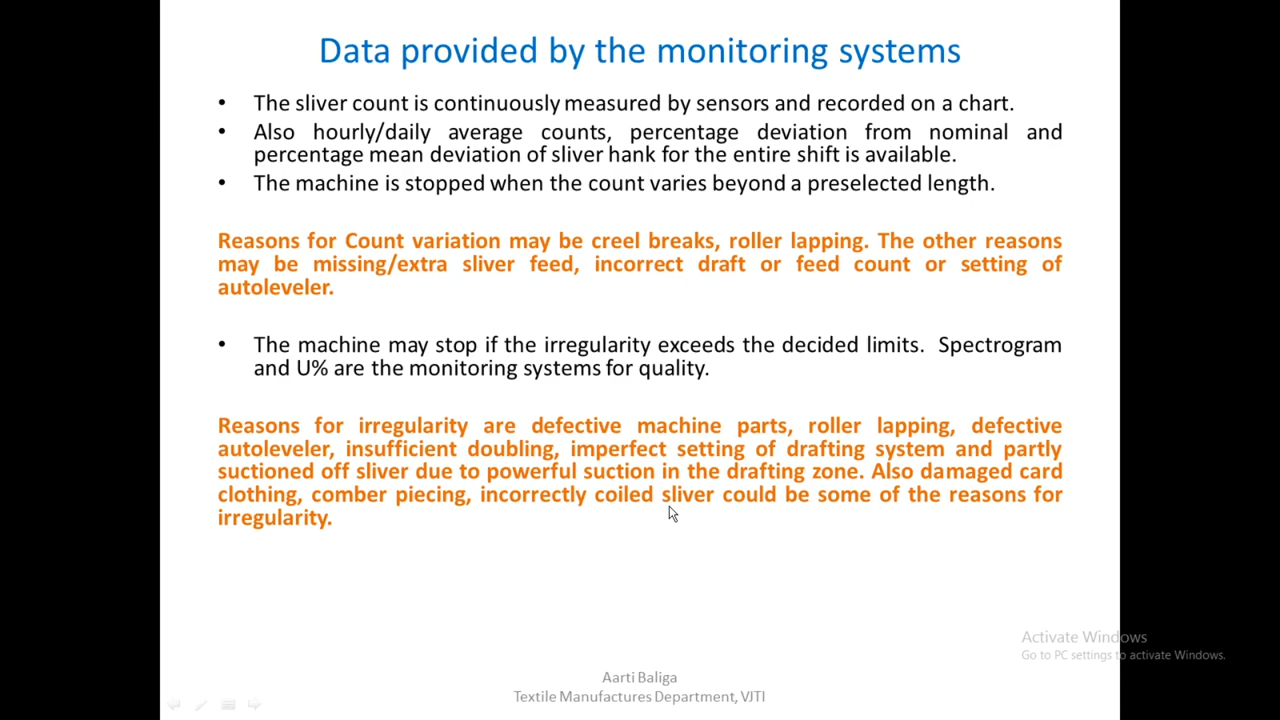 Data provided by the monitoring systems
• The sliver count is continuously measured by sensors and recorded on a chart.
• Also hourly/daily average counts, percentage deviation from nominal and
percentage mean deviation of sliver hank for the entire shift is available.
• The machine is stopped when the count varies beyond a preselected length.
Reasons for Count variation may be creel breaks, roller lapping. The other reasons
may be missing/extra sliver feed, incorrect draft or feed count or setting of
autoleveler.
• The machine may stop if the irregularity exceeds the decided limits. Spectrogram
and U% are the monitoring systems for quality.
Reasons for irregularity are defective machine parts, roller lapping, defective
autoleveler, insufficient doubling, imperfect setting of drafting system and partly
suctioned off sliver due to powerful suction in the drafting zone. Also damaged card
clothing, comber piecing, incorrectly coiled sliver could be some of the reasons for
irregularity.
Activate Windows
Go to PC settings to activate Windows.
Aarti Baliga
Textile Manufactures Department, VJTI